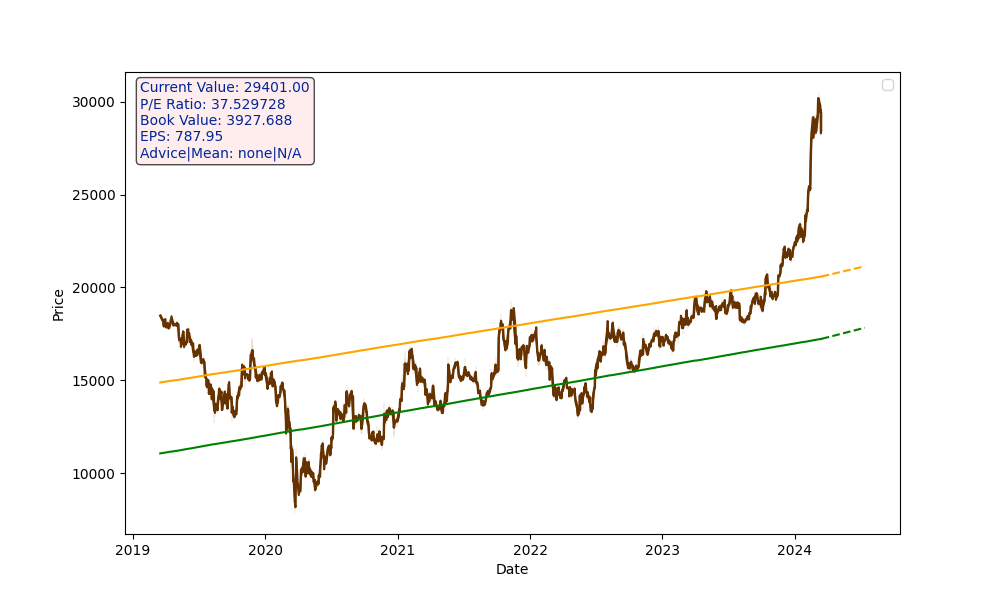 Current Value: 29401.00
P/E Ratio: 37.529728
Book Value: 3927.688
EPS: 787.95
Advice|Mean: none|N/A
30000
25000
20000
15000
10000
Price
2019 2020 2021 2022 2023 2024
Date